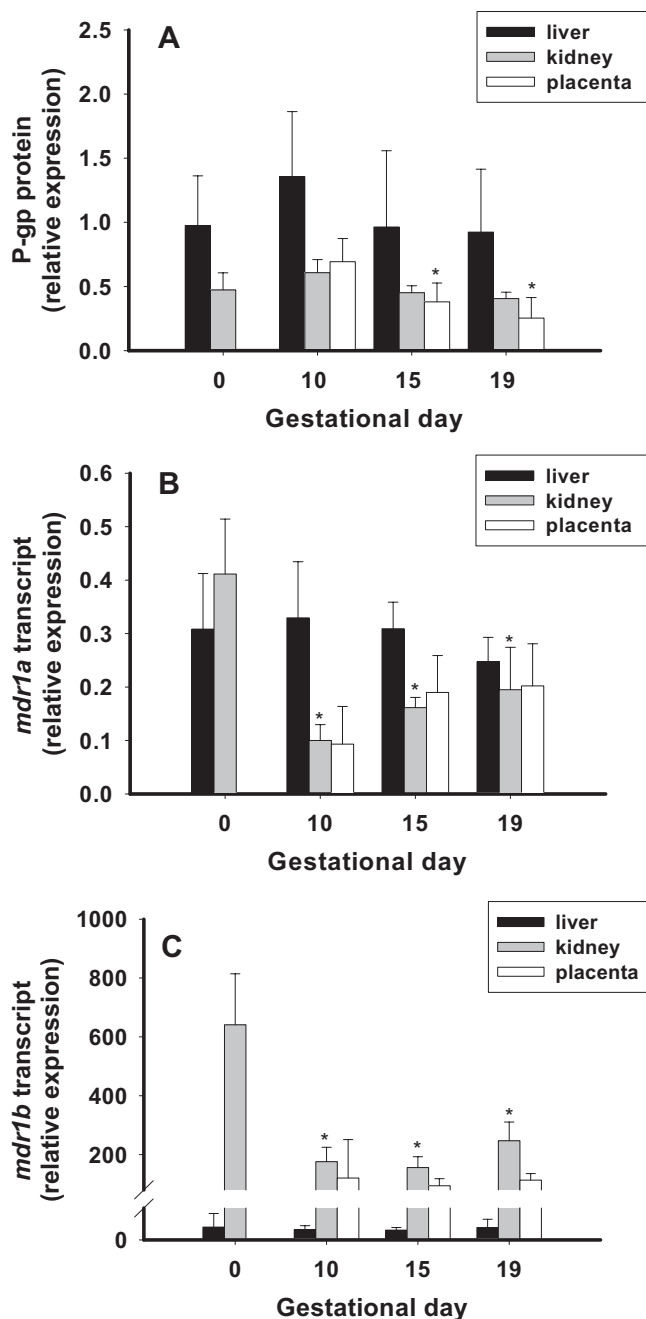 A
liver
kidney
placenta
P-gp protein
(relative expression)
2.5
2.0
1.5
1.0
0.5
0.0
* *
0 10 15 19
Gestational day
B
liver
kidney
placenta
mdr1a transcript
(relative expression)
0.6
0.5
0.4
0.3
0.2
0.1
0.0
* * *
0 10 15 19
Gestational day
C
liver
kidney
placenta
mdr1b transcript
(relative expression)
1000
800
600
400
200
0
* * *
0 10 15 19
Gestational day